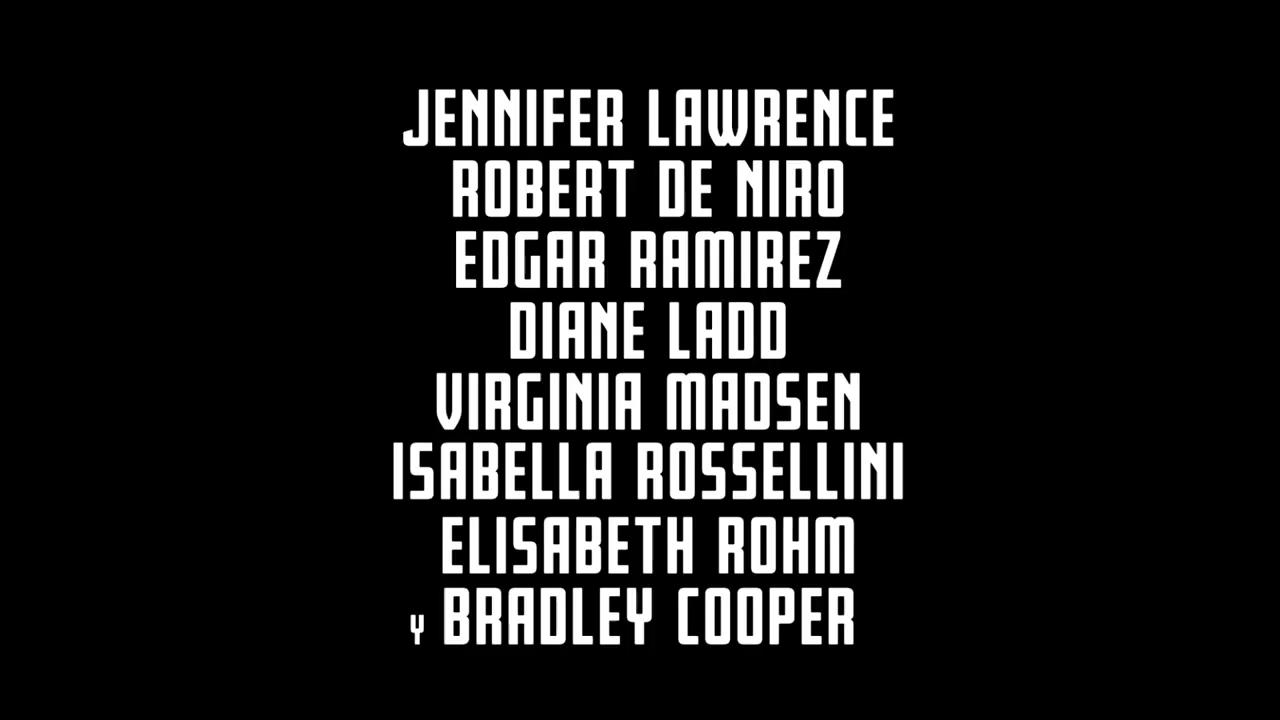 JENNIFER LAWRENCE
ROBERT DE NIRO
EDGAR RAMIREZ
DIANE LADD
VIRGINIA MADSEN
ISABELLA ROSSELLINI
ELISABETH ROHM
Y BRADLEY COOPER